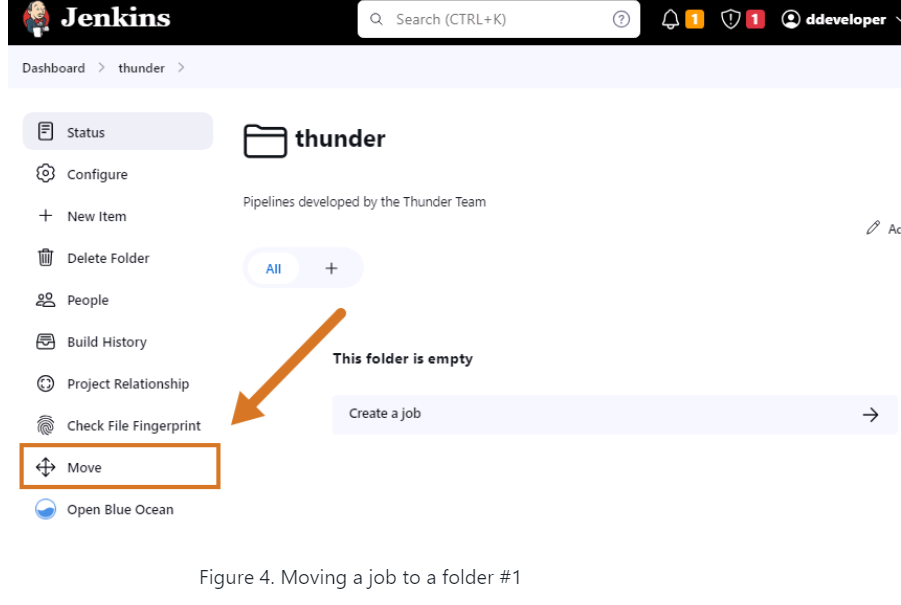 Jenkins
Search (CTRL+K)
?
1
1
ddeveloper
Dashboard > thunder >
Status
Configure
New Item
Delete Folder
People
Build History
Project Relationship
Check File Fingerprint
Move
Open Blue Ocean
thunder
Pipelines developed by the Thunder Team
All +
This folder is empty
Create a job
Figure 4. Moving a job to a folder #1